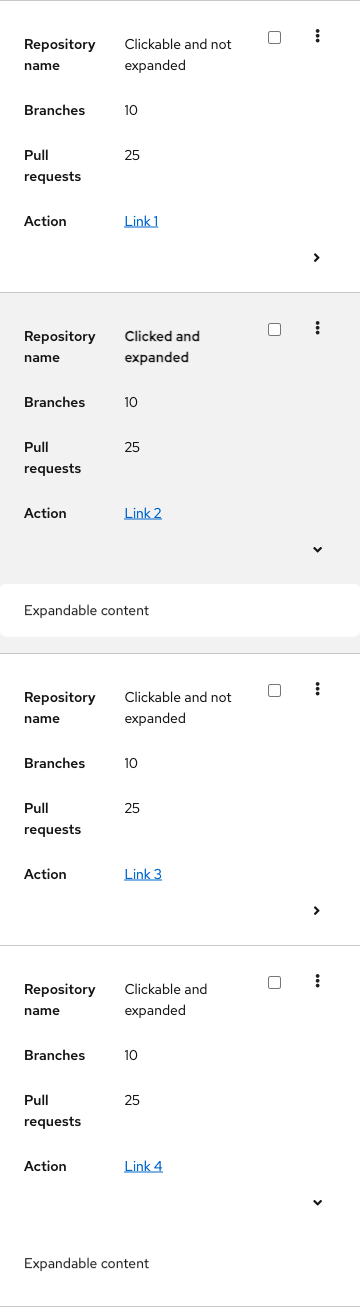 Repository name
Clickable and not expanded
Branches
10
Pull requests
25
Action
Link 1
Repository name
Clicked and expanded
Branches
10
Pull requests
25
Action
Link 2
Expandable content
Repository name
Clickable and not expanded
Branches
10
Pull requests
25
Action
Link 3
Repository name
Clickable and expanded
Branches
10
Pull requests
25
Action
Link 4
Expandable content